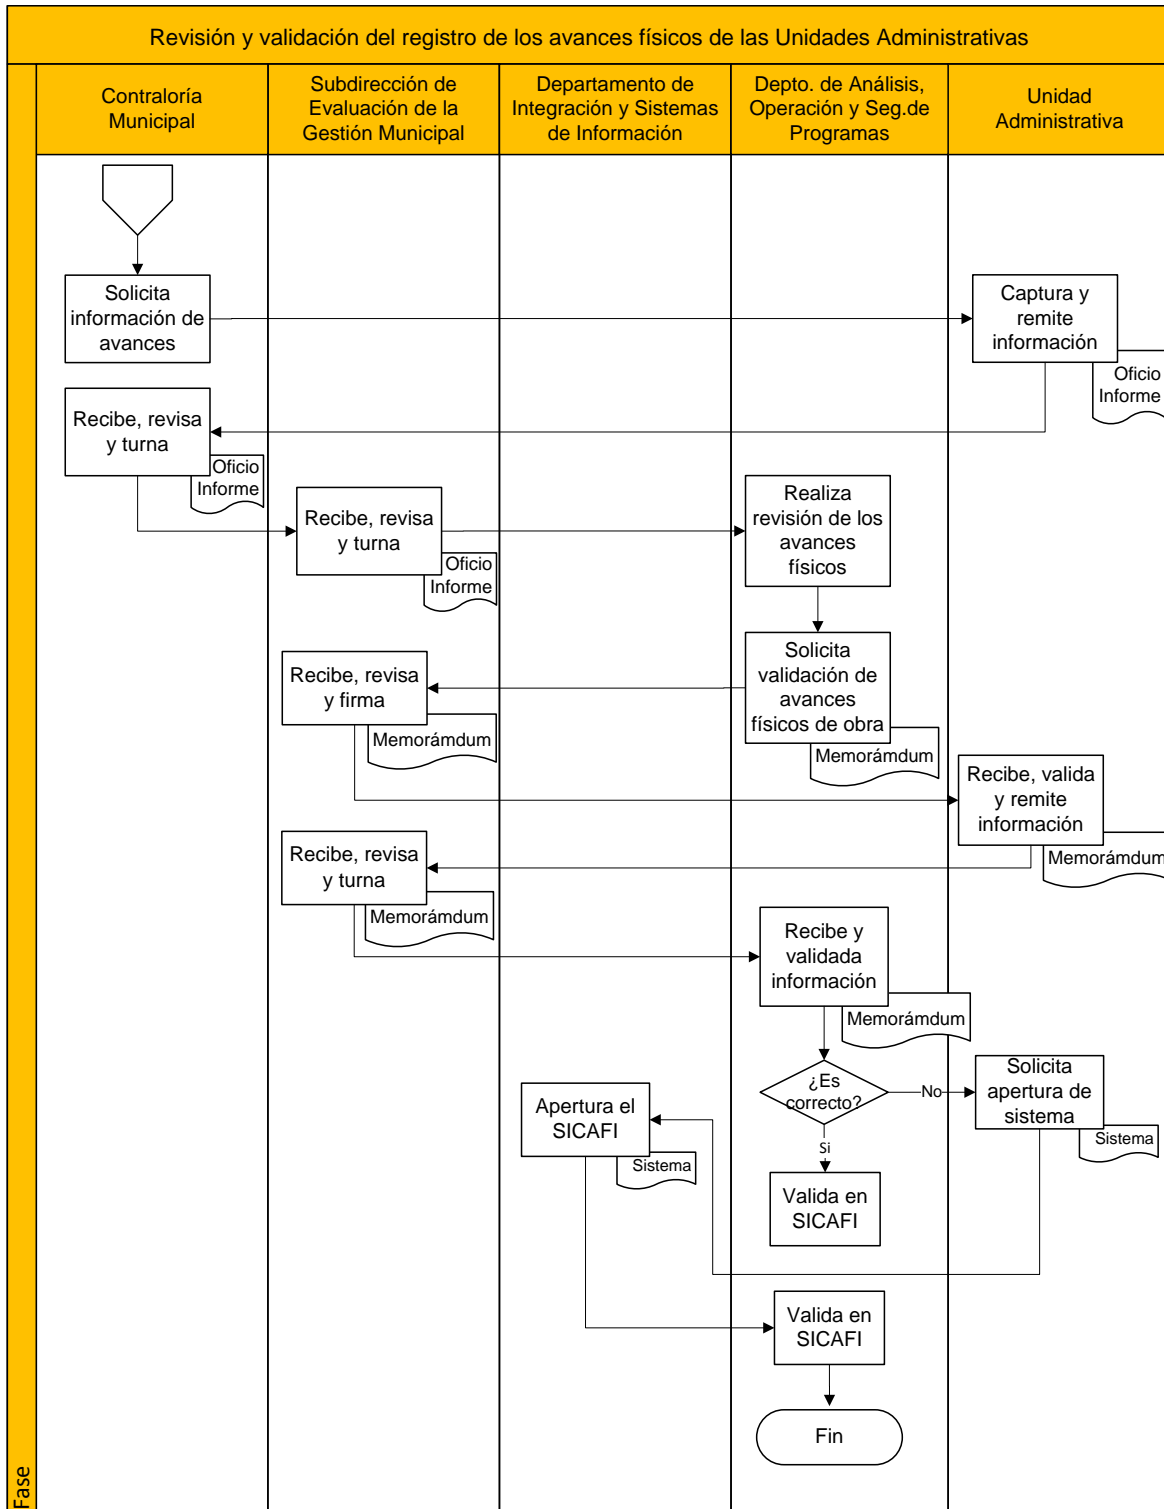 Revisión y validación del registro de los avances físicos de las Unidades Administrativas
Contraloría
Municipal
Subdirección de
Evaluación de la
Gestión Municipal
Departamento de
Integración y Sistemas
de Información
Depto. de Análisis,
Operación y Seg.de
Programas
Unidad
Administrativa
Solicita
información de
avances
Captura y
remite
información
Oficio
Informe
Recibe, revisa
y turna
Oficio
Informe
Recibe, revisa
y turna
Oficio
Informe
Realiza
revisión de los
avances
físicos
Solicita
validación de
avances
físicos de obra
Memorámdum
Recibe, revisa
y firma
Memorámdum
Recibe, valida
y remite
información
Memorámdum
Recibe, revisa
y turna
Memorámdum
Recibe y
validada
información
Memorámdum
¿Es
correcto?
No
Solicita
apertura de
sistema
Sistema
Apertura el
SICAFI
Sistema
Si
Valida en
SICAFI
Valida en
SICAFI
Fin
Fase